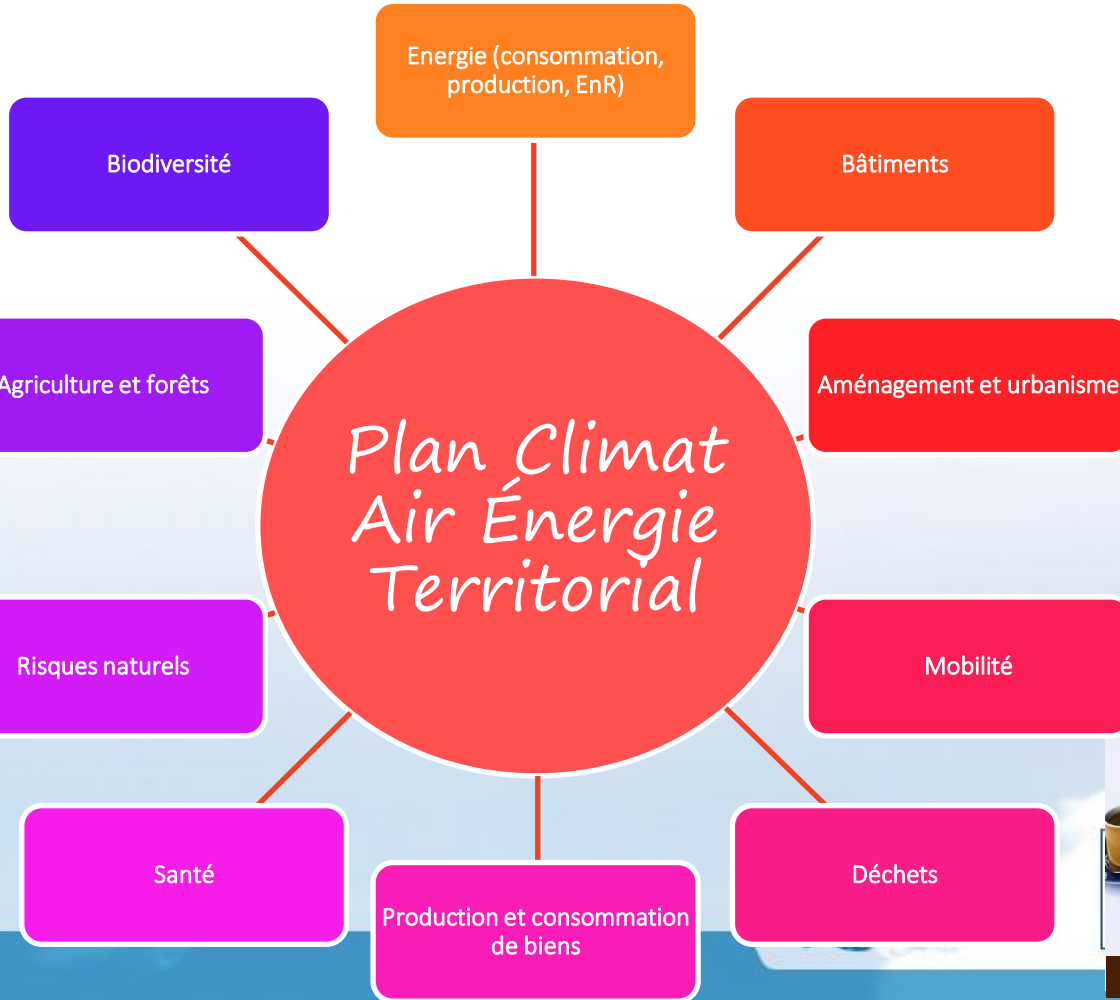 Energie (consommation,
production, EnR)
Biodiversité
Bâtiments
Agriculture et forêts
Aménagement et urbanisme
Plan Climat
Air Énergie
Territorial
Risques naturels
Mobilité
Santé
Déchets
Production et consommation
de biens